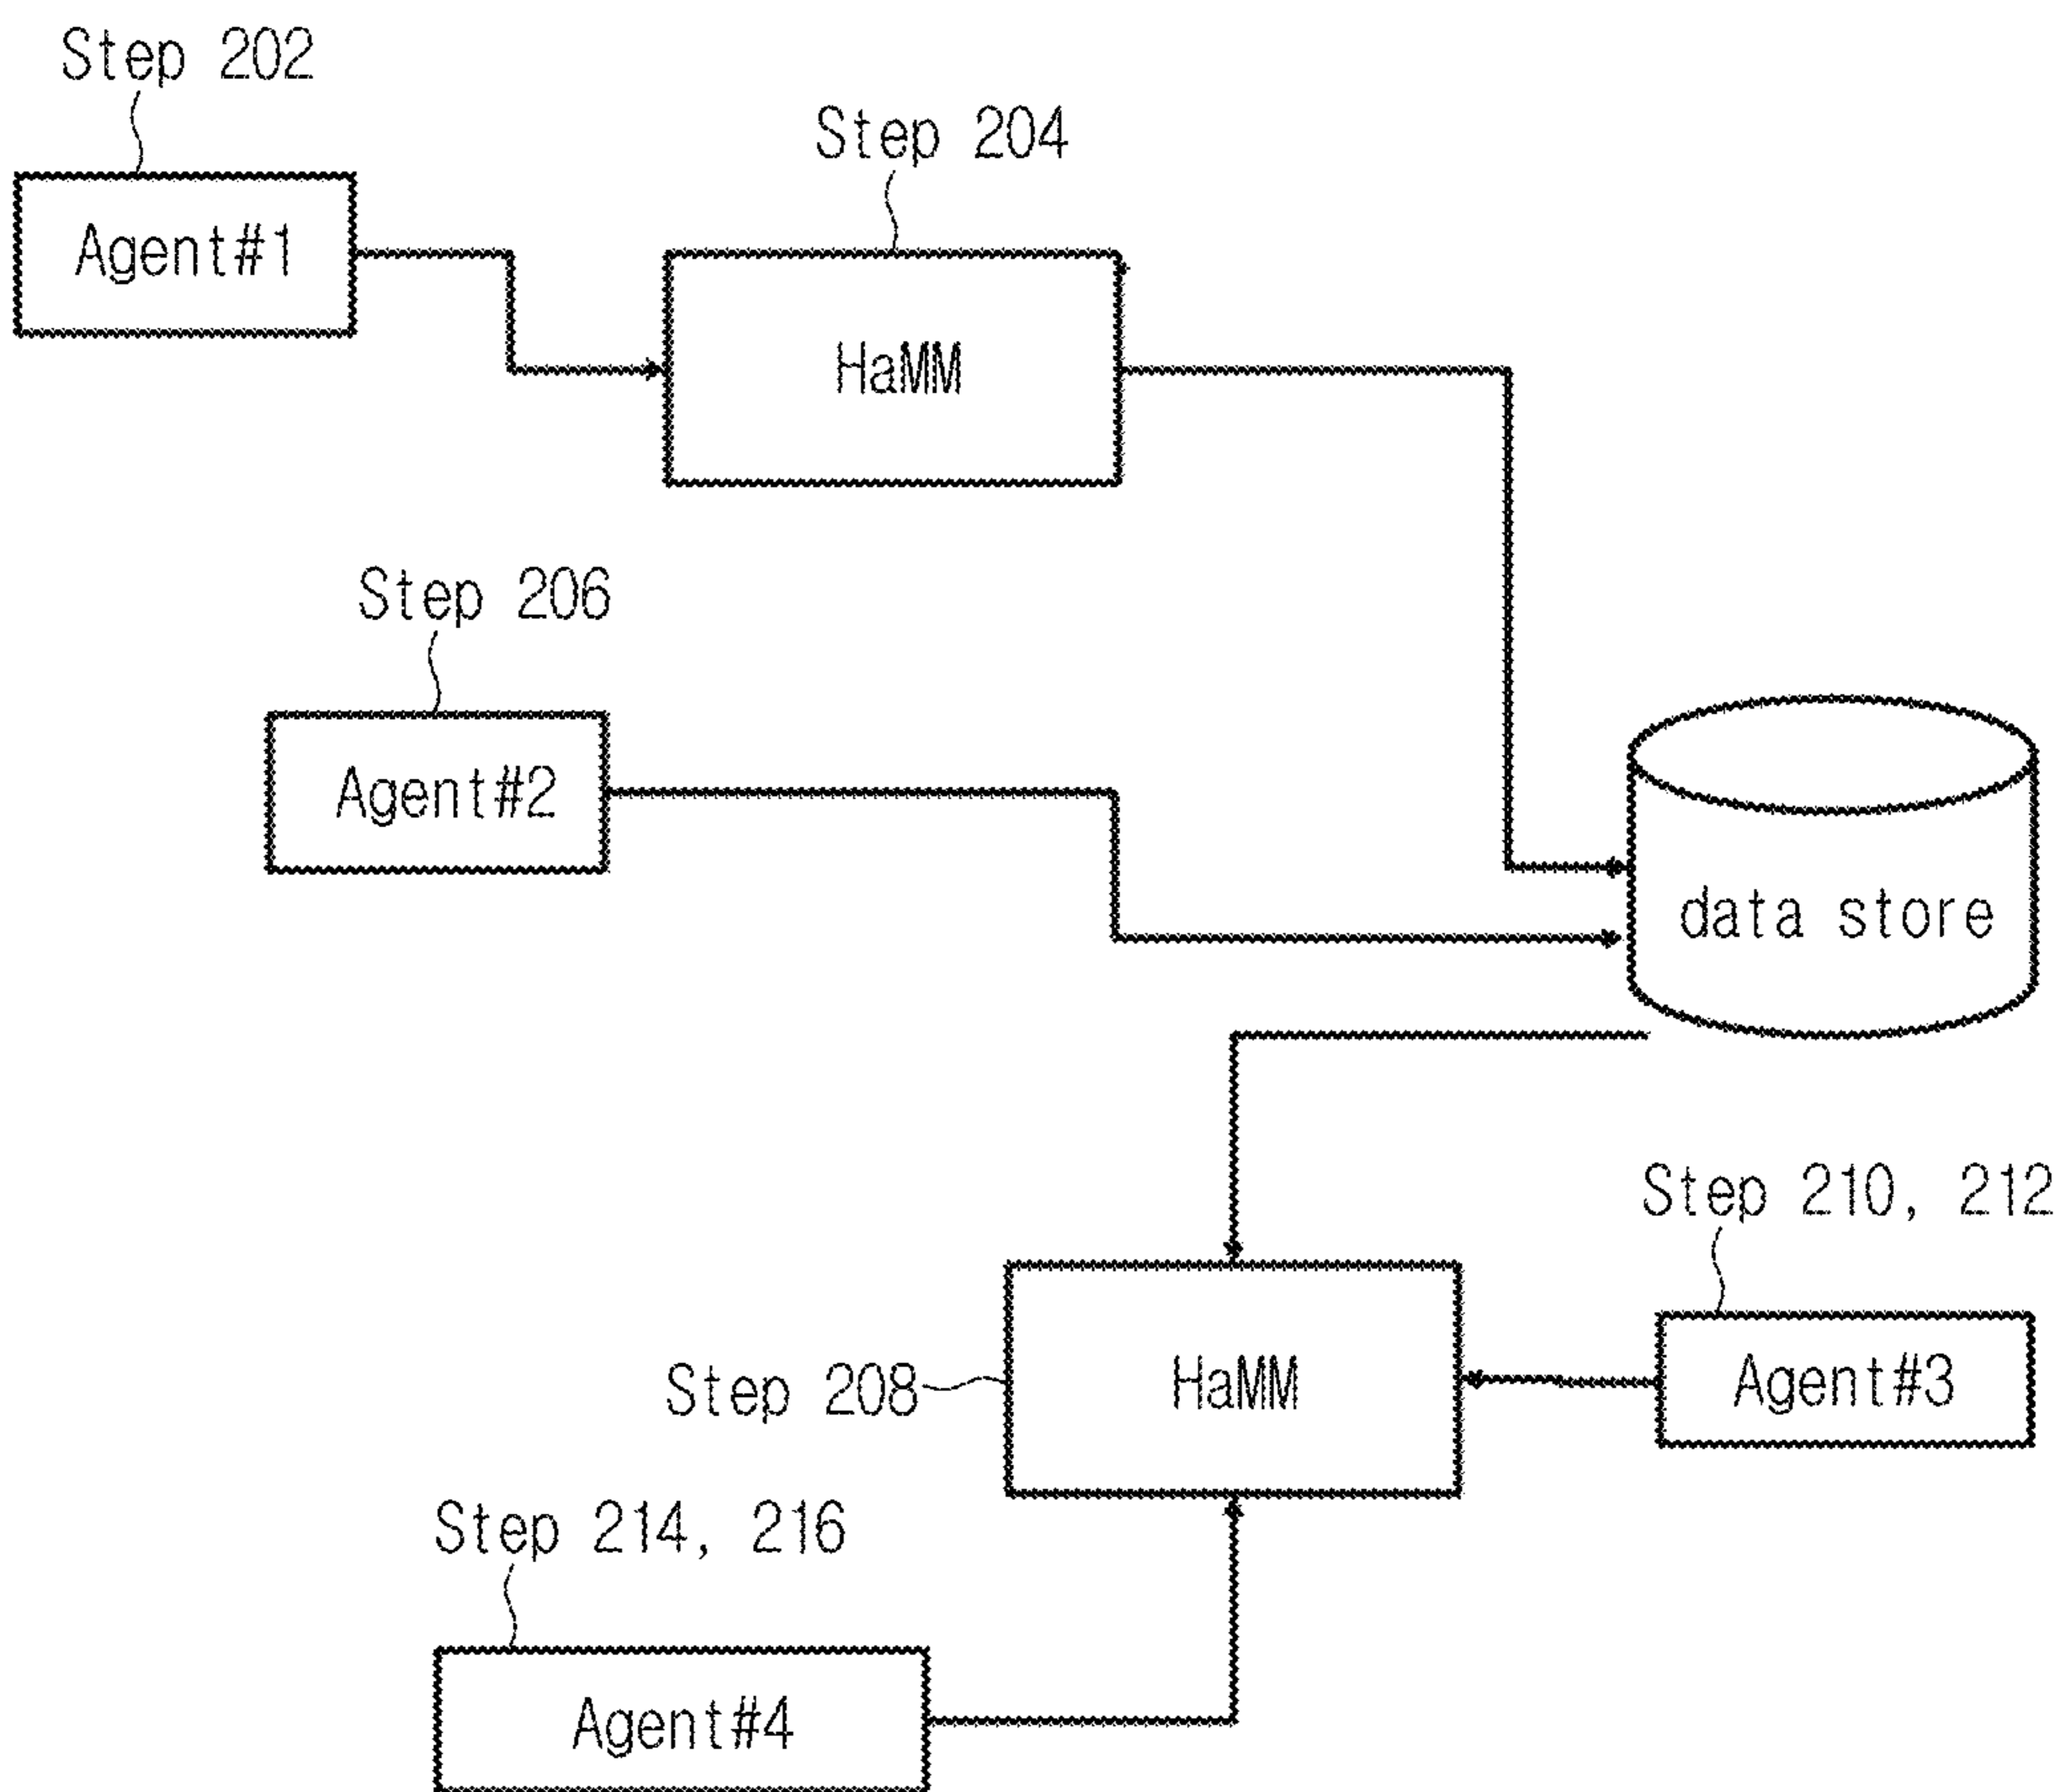 Step 202
Step 204
Agent#1
HaMM
Step 206
Agent#2
data store
Step 210, 212
Step 208
HaMM
Agent#3
Step 214, 216
Agent#4